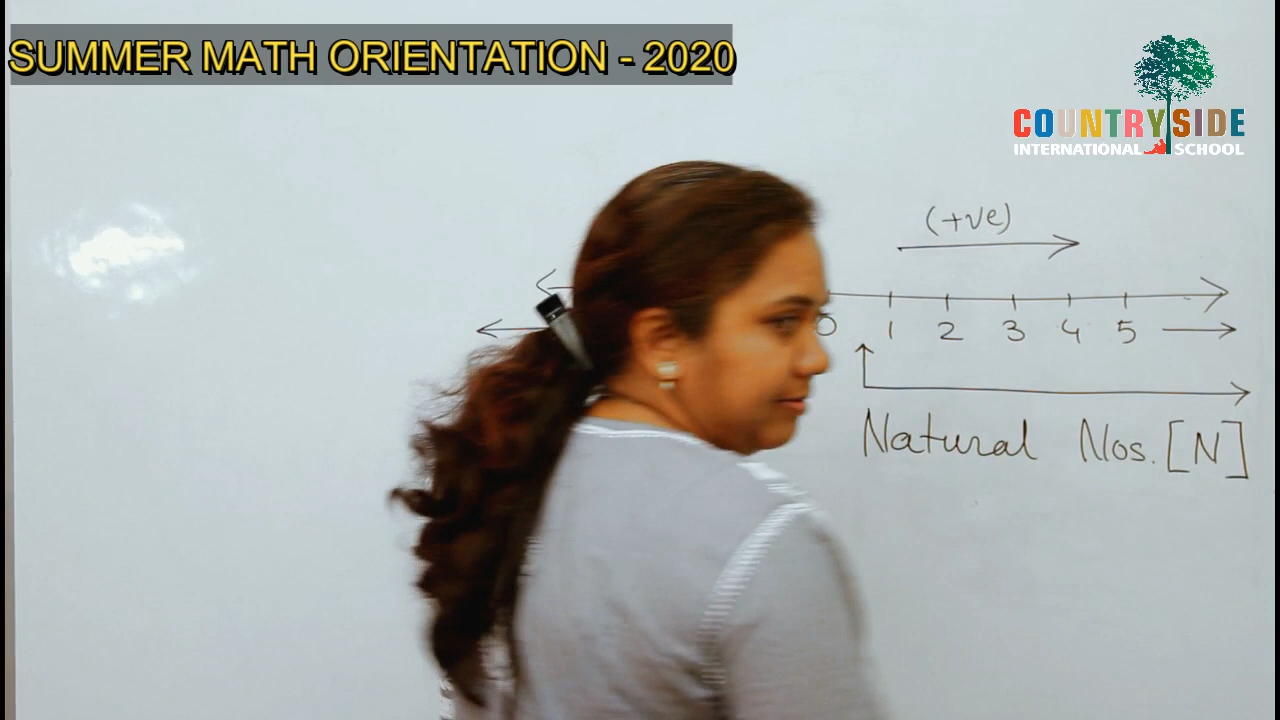 SUMMER MATH ORIENTATION - 2020
COUNTRYSIDE
INTERNATIONAL SCHOOL
(+ve)
0 1 2 3 4 5
Natural Nos. [N]